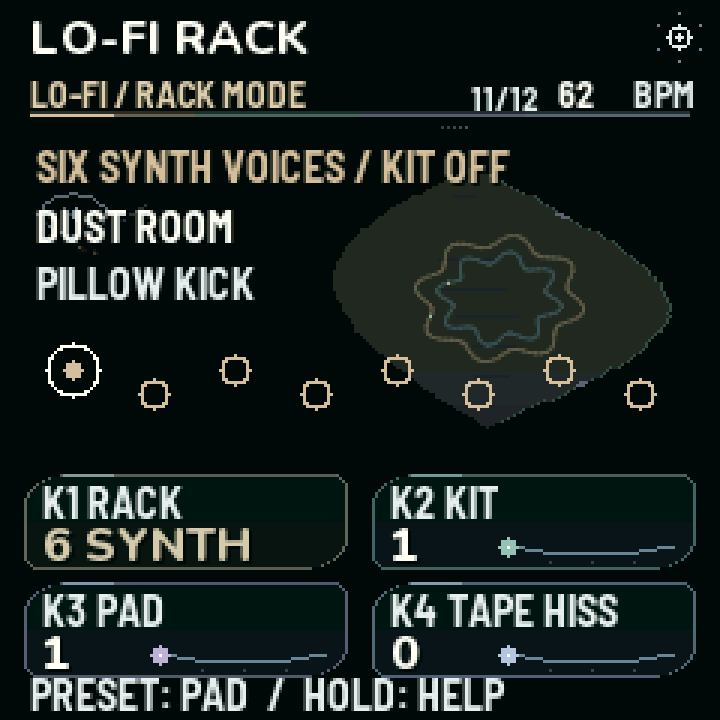 LO-FI RACK
LO-FI / RACK MODE 11/12 62 BPM
SIX SYNTH VOICES / KIT OFF
DUST ROOM
PILLOW KICK
K1 RACK K2 KIT
6 SYNTH 1
K3 PAD K4 TAPE HISS
1 0
PRESET: PAD / HOLD: HELP